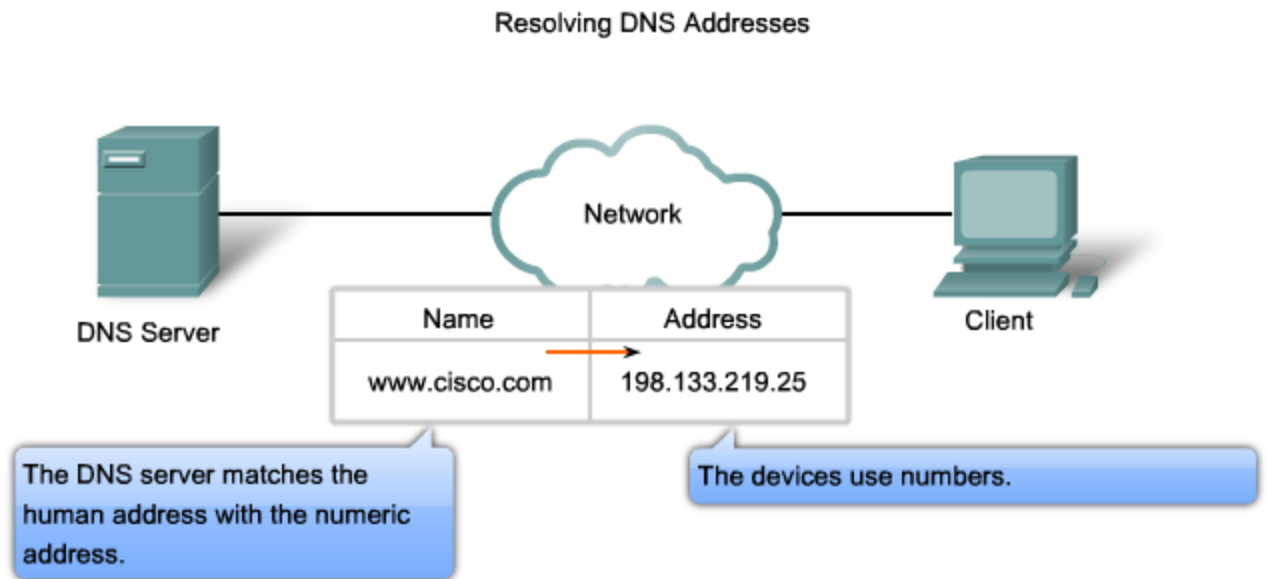 Resolving DNS Addresses
Network
DNS Server
Client
Name
Address
www.cisco.com
198.133.219.25
The DNS server matches the
human address with the numeric
address.
The devices use numbers.